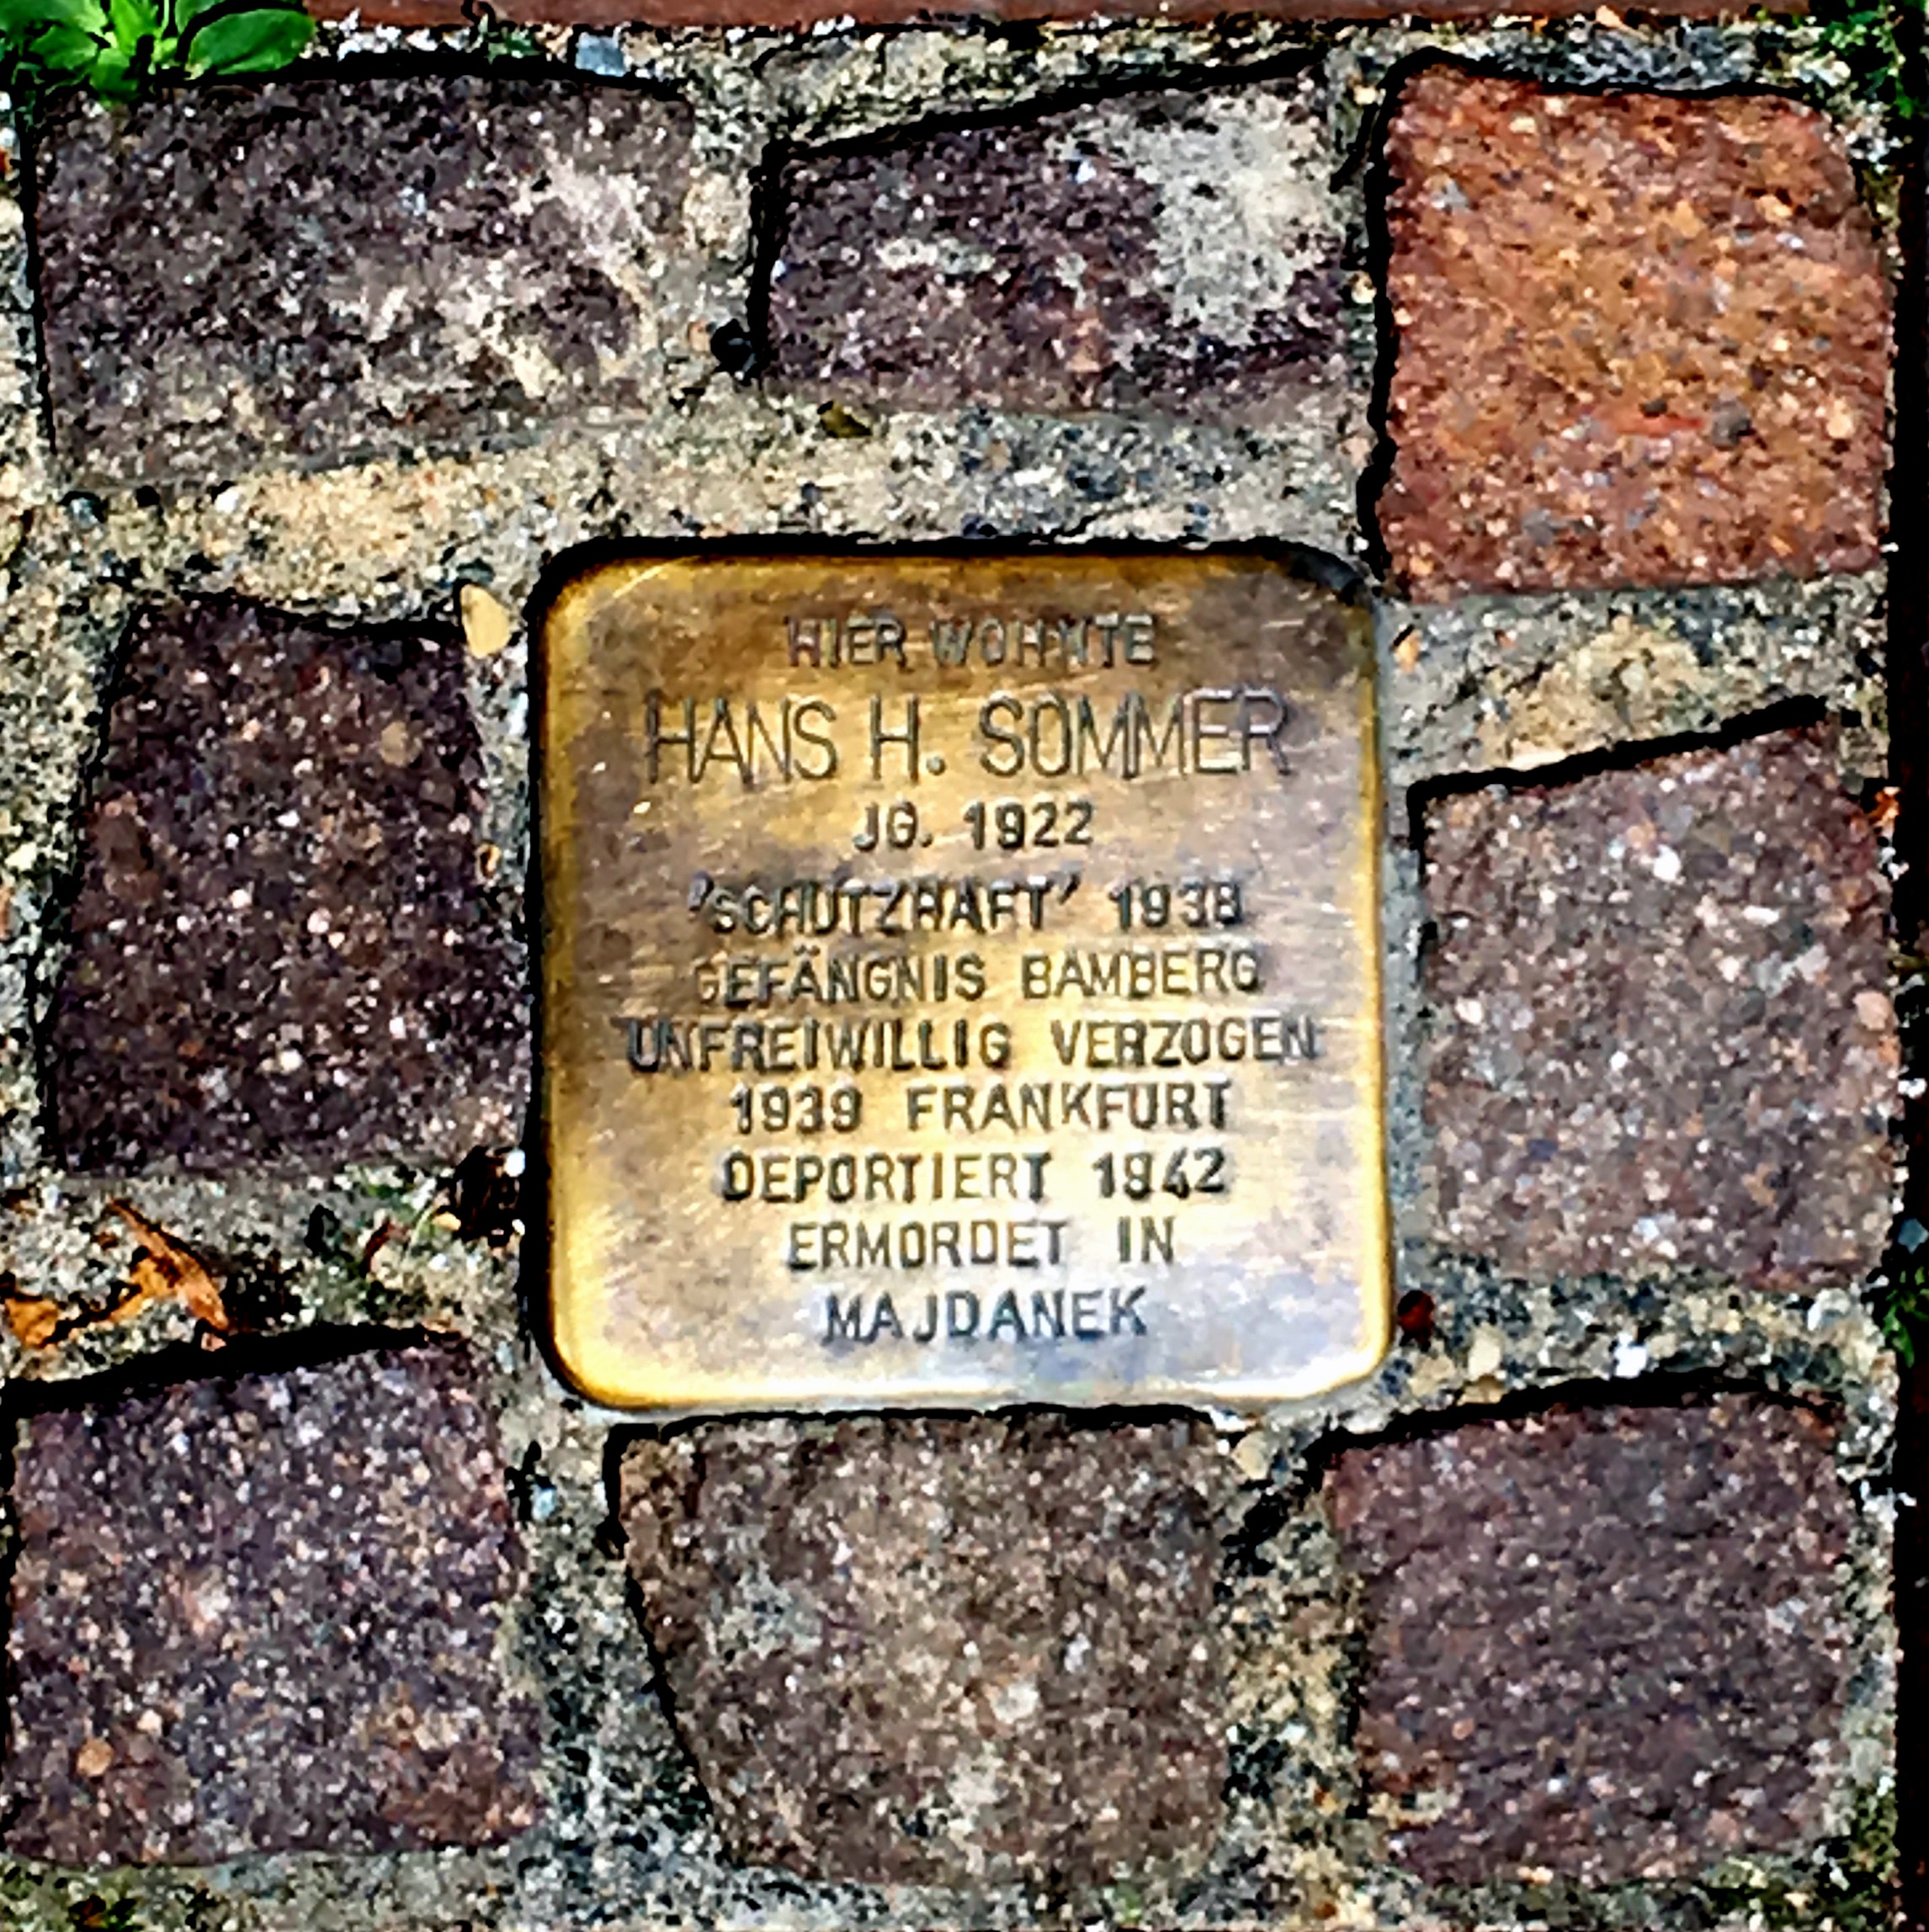 HIER WOHNTE
HANS H. SOMMER
JG. 1922
'SCHUTZHAFT' 1938
GEFÄNGNIS BAMBERG
UNFREIWILLIG VERZOGEN
1939 FRANKFURT
DEPORTIERT 1942
ERMORDET IN
MAJDANEK